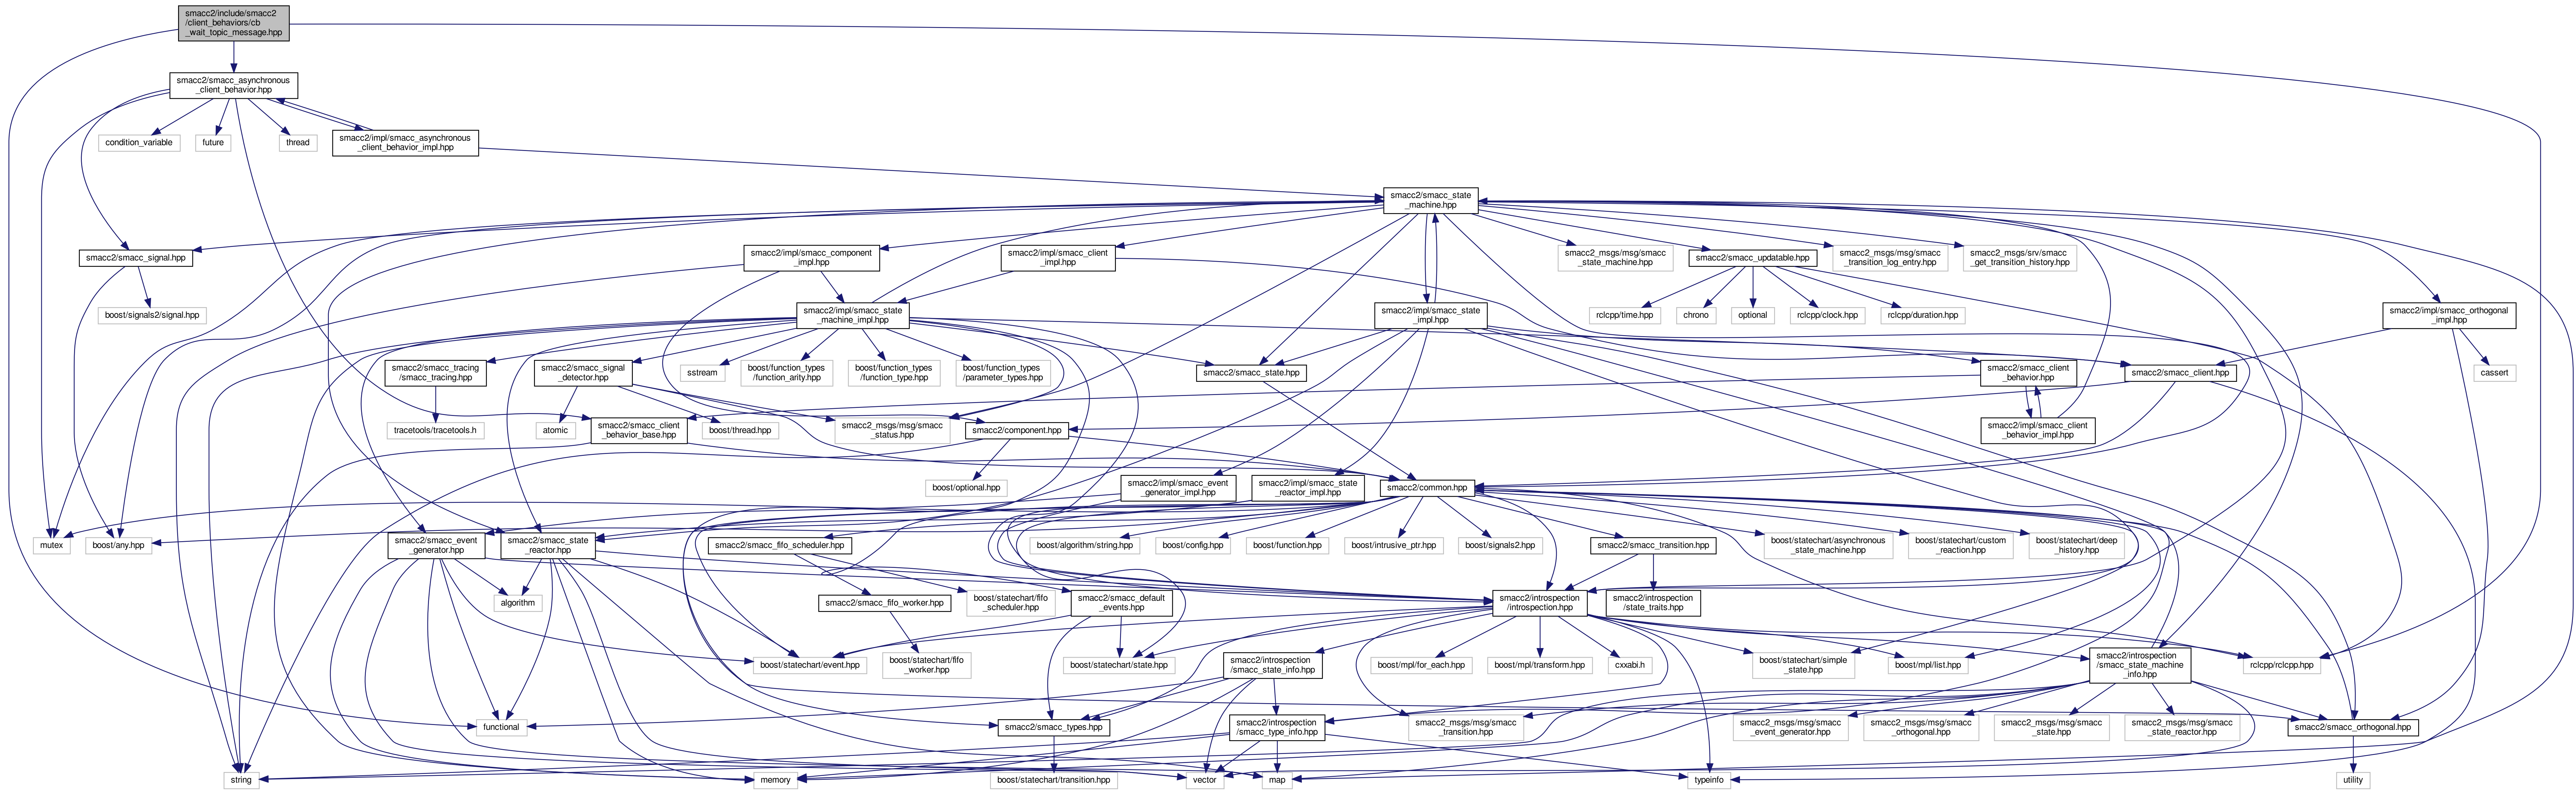 smacc2/include/smacc2
/client_behaviors/cb
_wait_topic_message.hpp
smacc2/smacc_asynchronous
_client_behavior.hpp
condition_variable
future
thread
smacc2/impl/smacc_asynchronous
_client_behavior_impl.hpp
smacc2/smacc_state
_machine.hpp
smacc2/smacc_signal.hpp
smacc2/impl/smacc_component
_impl.hpp
smacc2/impl/smacc_client
_impl.hpp
smacc2_msgs/msg/smacc
_state_machine.hpp
smacc2/smacc_updatable.hpp
smacc2_msgs/msg/smacc
_transition_log_entry.hpp
smacc2_msgs/srv/smacc
_get_transition_history.hpp
boost/signals2/signal.hpp
smacc2/impl/smacc_state
_machine_impl.hpp
smacc2/impl/smacc_state
_impl.hpp
rclcpp/time.hpp
chrono
optional
rclcpp/clock.hpp
rclcpp/duration.hpp
smacc2/impl/smacc_orthogonal
_impl.hpp
smacc2/smacc_tracing
/smacc_tracing.hpp
smacc2/smacc_signal
_detector.hpp
sstream
boost/function_types
/function_arity.hpp
boost/function_types
/function_type.hpp
boost/function_types
/parameter_types.hpp
smacc2/smacc_state.hpp
smacc2/smacc_client
_behavior.hpp
smacc2/smacc_client.hpp
cassert
tracetools/tracetools.h
atomic
smacc2/smacc_client
_behavior_base.hpp
boost/thread.hpp
smacc2_msgs/msg/smacc
_status.hpp
smacc2/component.hpp
smacc2/impl/smacc_client
_behavior_impl.hpp
boost/optional.hpp
smacc2/impl/smacc_event
_generator_impl.hpp
smacc2/impl/smacc_state
_reactor_impl.hpp
smacc2/common.hpp
mutex
boost/any.hpp
smacc2/smacc_event
_generator.hpp
smacc2/smacc_state
_reactor.hpp
smacc2/smacc_fifo_scheduler.hpp
boost/algorithm/string.hpp
boost/config.hpp
boost/function.hpp
boost/intrusive_ptr.hpp
boost/signals2.hpp
smacc2/smacc_transition.hpp
boost/statechart/asynchronous
_state_machine.hpp
boost/statechart/custom
_reaction.hpp
boost/statechart/deep
_history.hpp
algorithm
smacc2/smacc_fifo_worker.hpp
boost/statechart/fifo
_scheduler.hpp
smacc2/smacc_default
_events.hpp
smacc2/introspection
/introspection.hpp
smacc2/introspection
/state_traits.hpp
boost/statechart/event.hpp
boost/statechart/fifo
_worker.hpp
boost/statechart/state.hpp
smacc2/introspection
/smacc_state_info.hpp
boost/mpl/for_each.hpp
boost/mpl/transform.hpp
cxxabi.h
boost/statechart/simple
_state.hpp
boost/mpl/list.hpp
smacc2/introspection
/smacc_state_machine
_info.hpp
rclcpp/rclcpp.hpp
functional
smacc2/smacc_types.hpp
smacc2/introspection
/smacc_type_info.hpp
smacc2_msgs/msg/smacc
_transition.hpp
smacc2_msgs/msg/smacc
_event_generator.hpp
smacc2_msgs/msg/smacc
_orthogonal.hpp
smacc2_msgs/msg/smacc
_state.hpp
smacc2_msgs/msg/smacc
_state_reactor.hpp
smacc2/smacc_orthogonal.hpp
string
memory
boost/statechart/transition.hpp
vector
map
typeinfo
utility